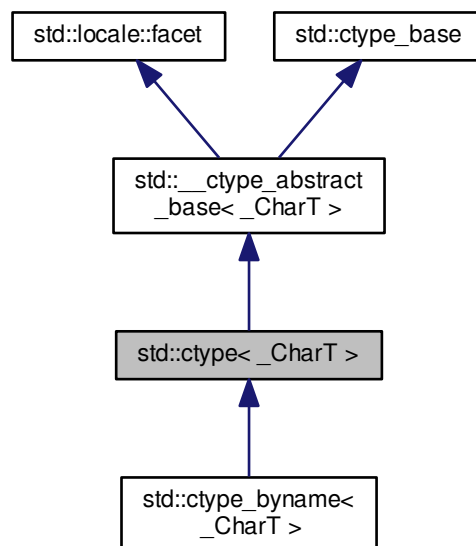 std::locale::facet
std::ctype_base
std::__ctype_abstract
_base< _CharT >
std::ctype< _CharT >
std::ctype_byname<
_CharT >